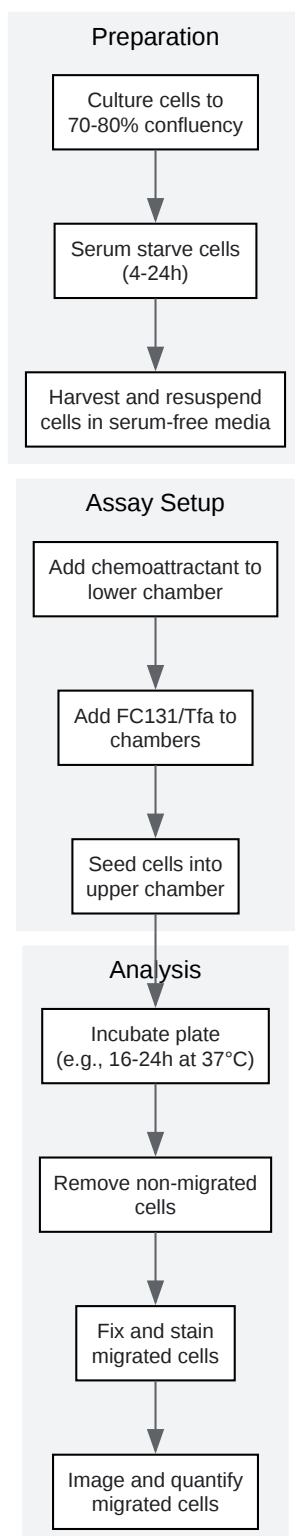 Preparation
Culture cells to
70-80% confluency
Serum starve cells
(4-24h)
Harvest and resuspend
cells in serum-free media
Assay Setup
Add chemoattractant to
lower chamber
Add FC131/Tfa to
chambers
Seed cells into
upper chamber
Analysis
Incubate plate
(e.g., 16-24h at 37°C)
Remove non-migrated
cells
Fix and stain
migrated cells
Image and quantify
migrated cells